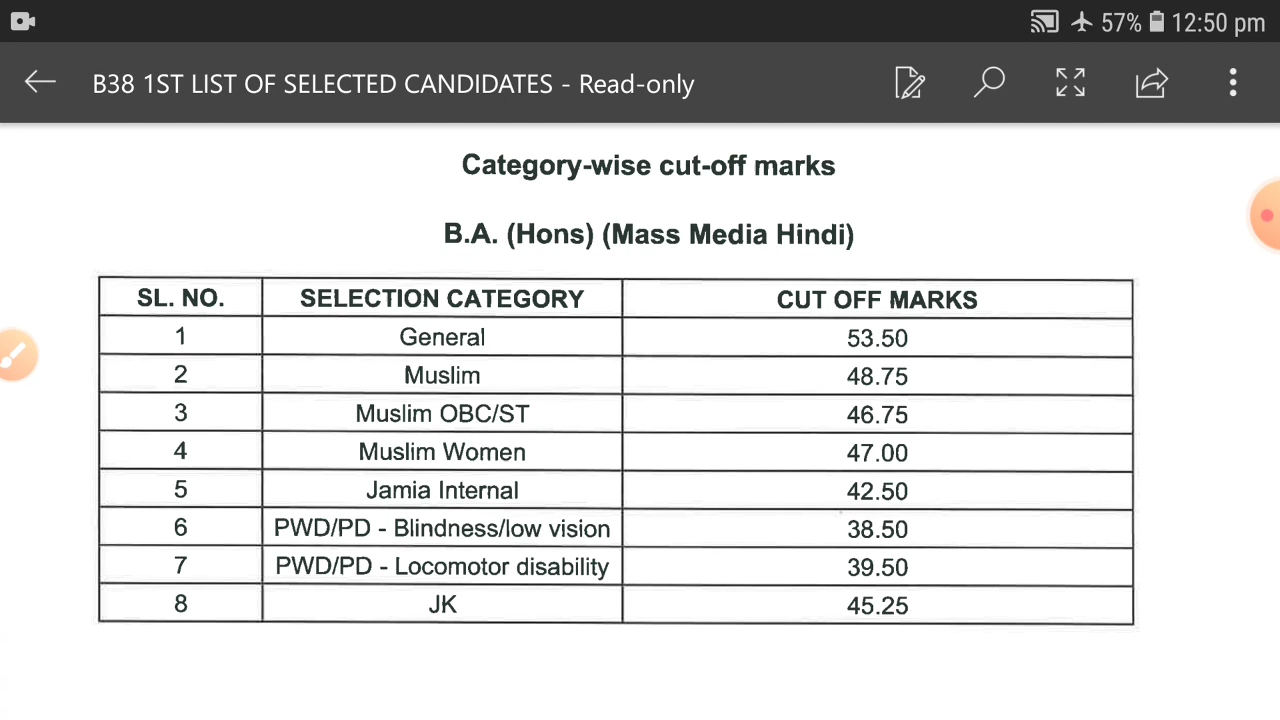 57% 12:50 pm
B38 1ST LIST OF SELECTED CANDIDATES - Read-only
Category-wise cut-off marks
B.A. (Hons) (Mass Media Hindi)
SL. NO. SELECTION CATEGORY CUT OFF MARKS
1 General 53.50
2 Muslim 48.75
3 Muslim OBC/ST 46.75
4 Muslim Women 47.00
5 Jamia Internal 42.50
6 PWD/PD - Blindness/low vision 38.50
7 PWD/PD - Locomotor disability 39.50
8 JK 45.25